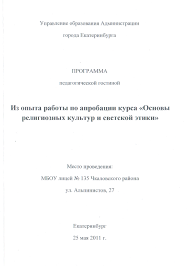 Управление образования Администрации
города Екатеринбурга
ПРОГРАММА
педагогической гостиной
Из опыта работы по апробации курса «Основы
религиозных культур и светской этики»
Место проведения:
МБОУ лицей № 135 Чкаловского района
ул. Альпинистов, 27
Екатеринбург
25 мая 2011 г.